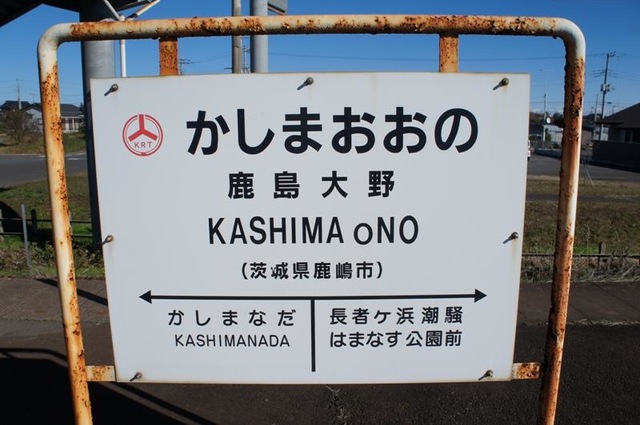 KRT
かしまおおの
鹿島大野
KASHIMA oNO
(茨城県鹿嶋市)
かしまなだ
KASHIMANADA
長者ケ浜潮騒
はまなす公園前